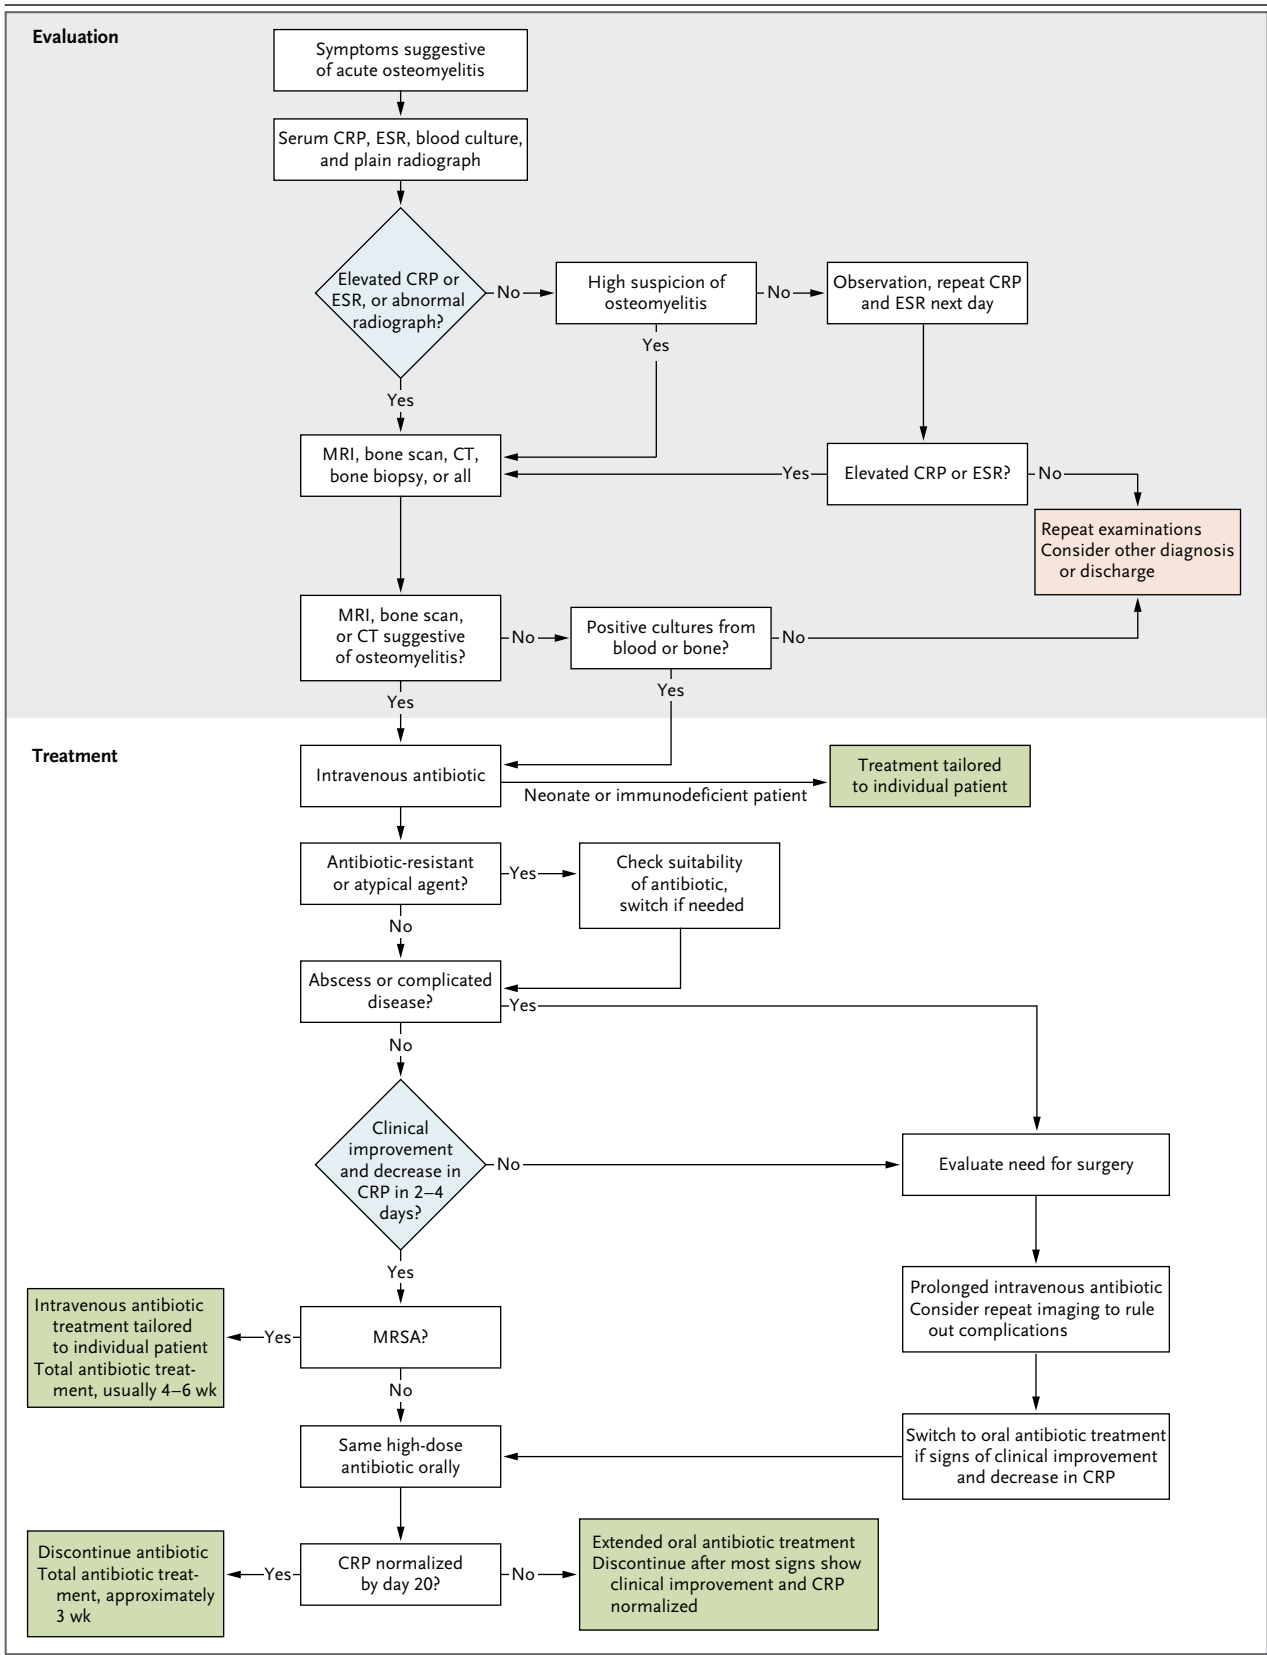 Evaluation
Symptoms suggestive
of acute osteomyelitis
Serum CRP, ESR, blood culture,
and plain radiograph
Elevated CRP or
ESR, or abnormal
radiograph?
No
High suspicion of
osteomyelitis
No
Observation, repeat CRP
and ESR next day
Yes
Yes
MRI, bone scan, CT,
bone biopsy, or all
Yes
Elevated CRP or ESR?
No
Repeat examinations
Consider other diagnosis
or discharge
MRI, bone scan,
or CT suggestive
of osteomyelitis?
No
Positive cultures from
blood or bone?
No
Yes
Yes
Treatment
Intravenous antibiotic
Neonate or immunodeficient patient
Treatment tailored
to individual patient
Antibiotic-resistant
or atypical agent?
Yes
Check suitability
of antibiotic,
switch if needed
No
Abscess or complicated
disease?
Yes
No
Clinical
improvement
and decrease in
CRP in 2–4
days?
No
Evaluate need for surgery
Yes
Prolonged intravenous antibiotic
Consider repeat imaging to rule
out complications
Intravenous antibiotic
treatment tailored
to individual patient
Total antibiotic treat-
ment, usually 4–6 wk
Yes
MRSA?
No
Same high-dose
antibiotic orally
Switch to oral antibiotic treatment
if signs of clinical improvement
and decrease in CRP
Discontinue antibiotic
Total antibiotic treat-
ment, approximately
3 wk
Yes
CRP normalized
by day 20?
No
Extended oral antibiotic treatment
Discontinue after most signs show
clinical improvement and CRP
normalized